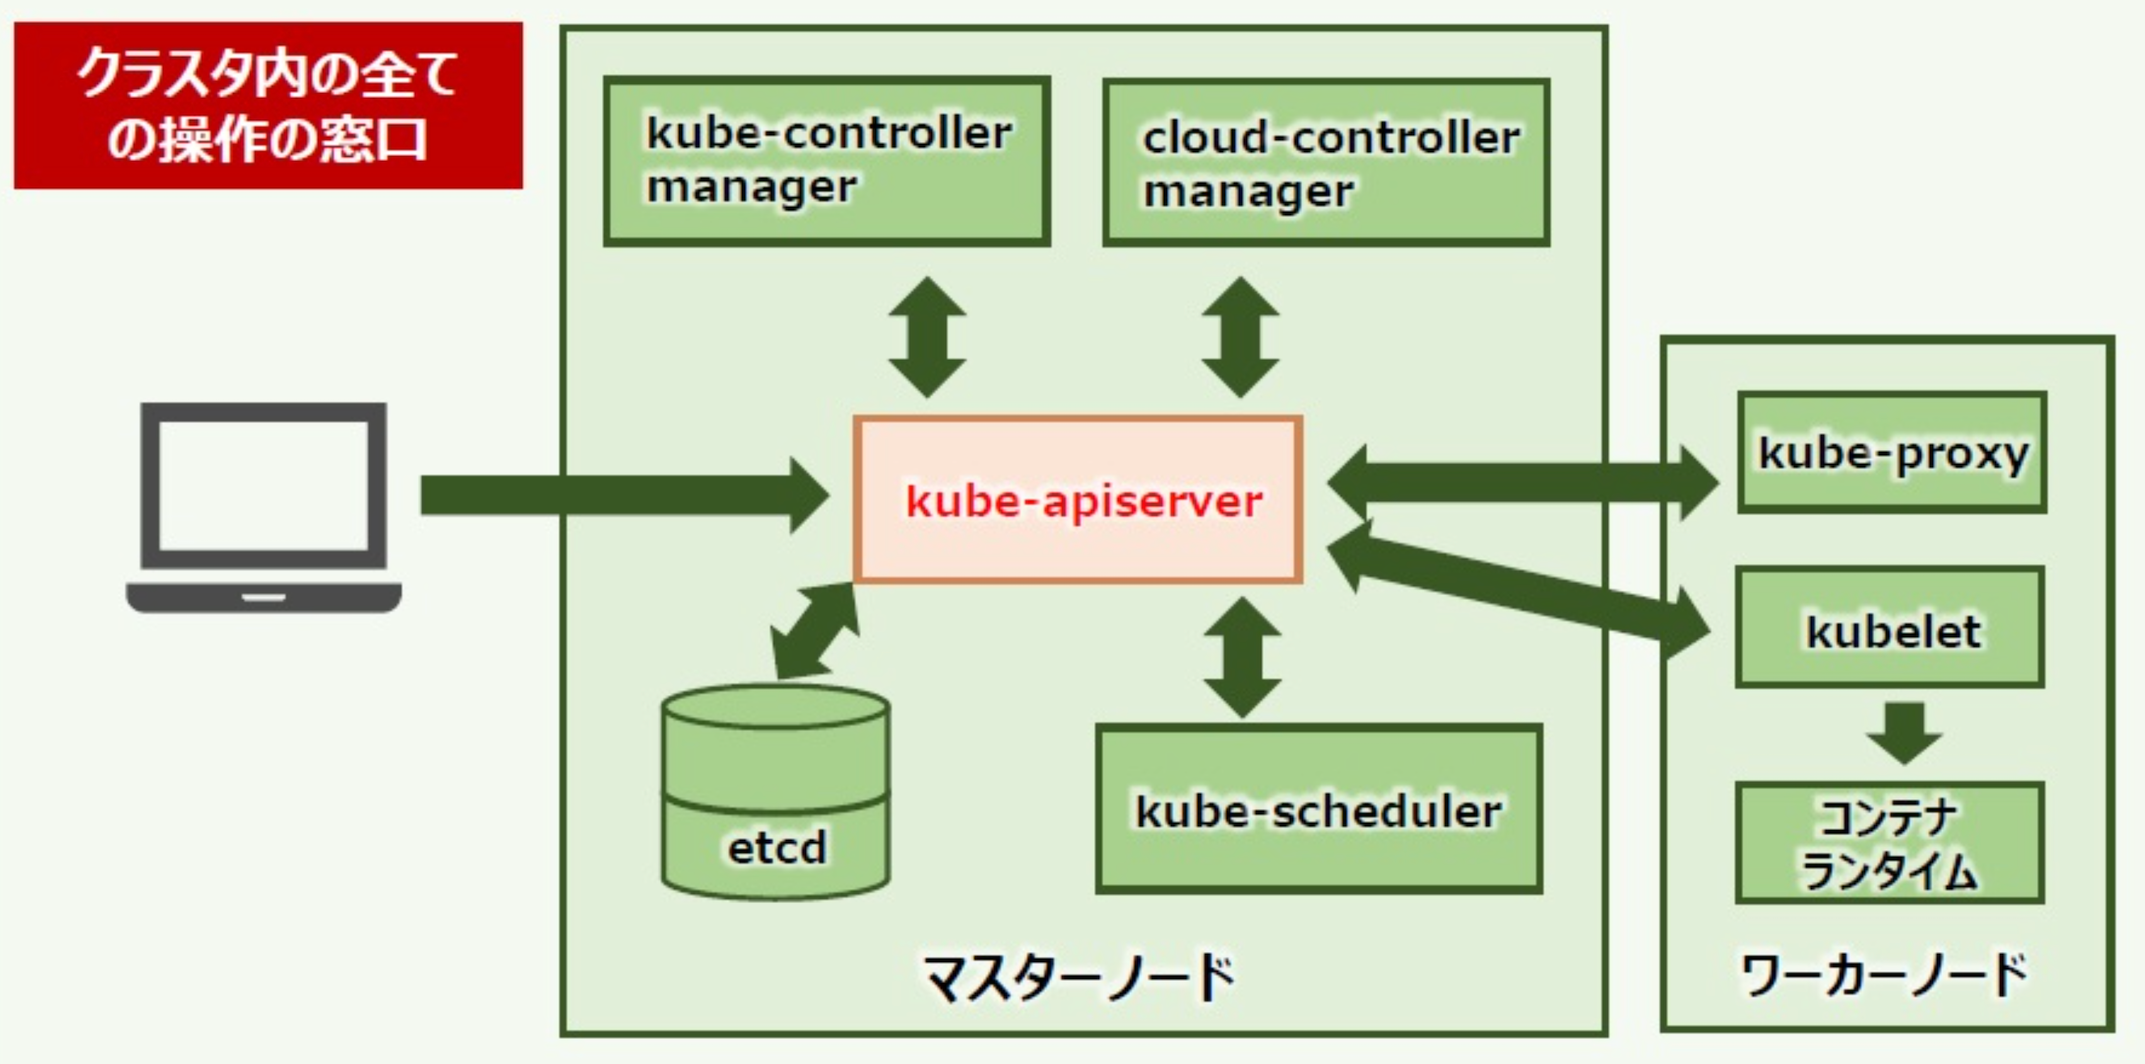 クラスタ内の全て
の操作の窓口
kube-controller
manager
cloud-controller
manager
kube-apiserver
kube-proxy
kubelet
コンテナ
ランタイム
etcd
kube-scheduler
マスターノード
ワーカーノード